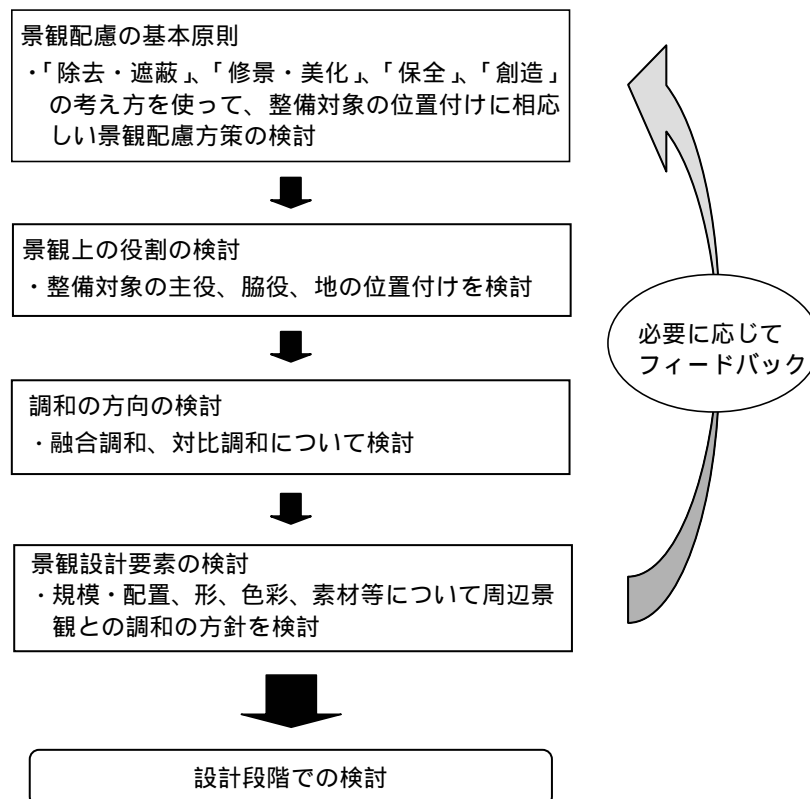 景観配慮の基本原則
・「除去・遮蔽」、「修景・美化」、「保全」、「創造」
の考え方を使って、整備対象の位置付けに相応
しい景観配慮方策の検討
景観上の役割の検討
・整備対象の主役、脇役、地の位置付けを検討
調和の方向の検討
・融合調和、対比調和について検討
景観設計要素の検討
・規模・配置、形、色彩、素材等について周辺景
観との調和の方針を検討
設計段階での検討
必要に応じて
フィードバック